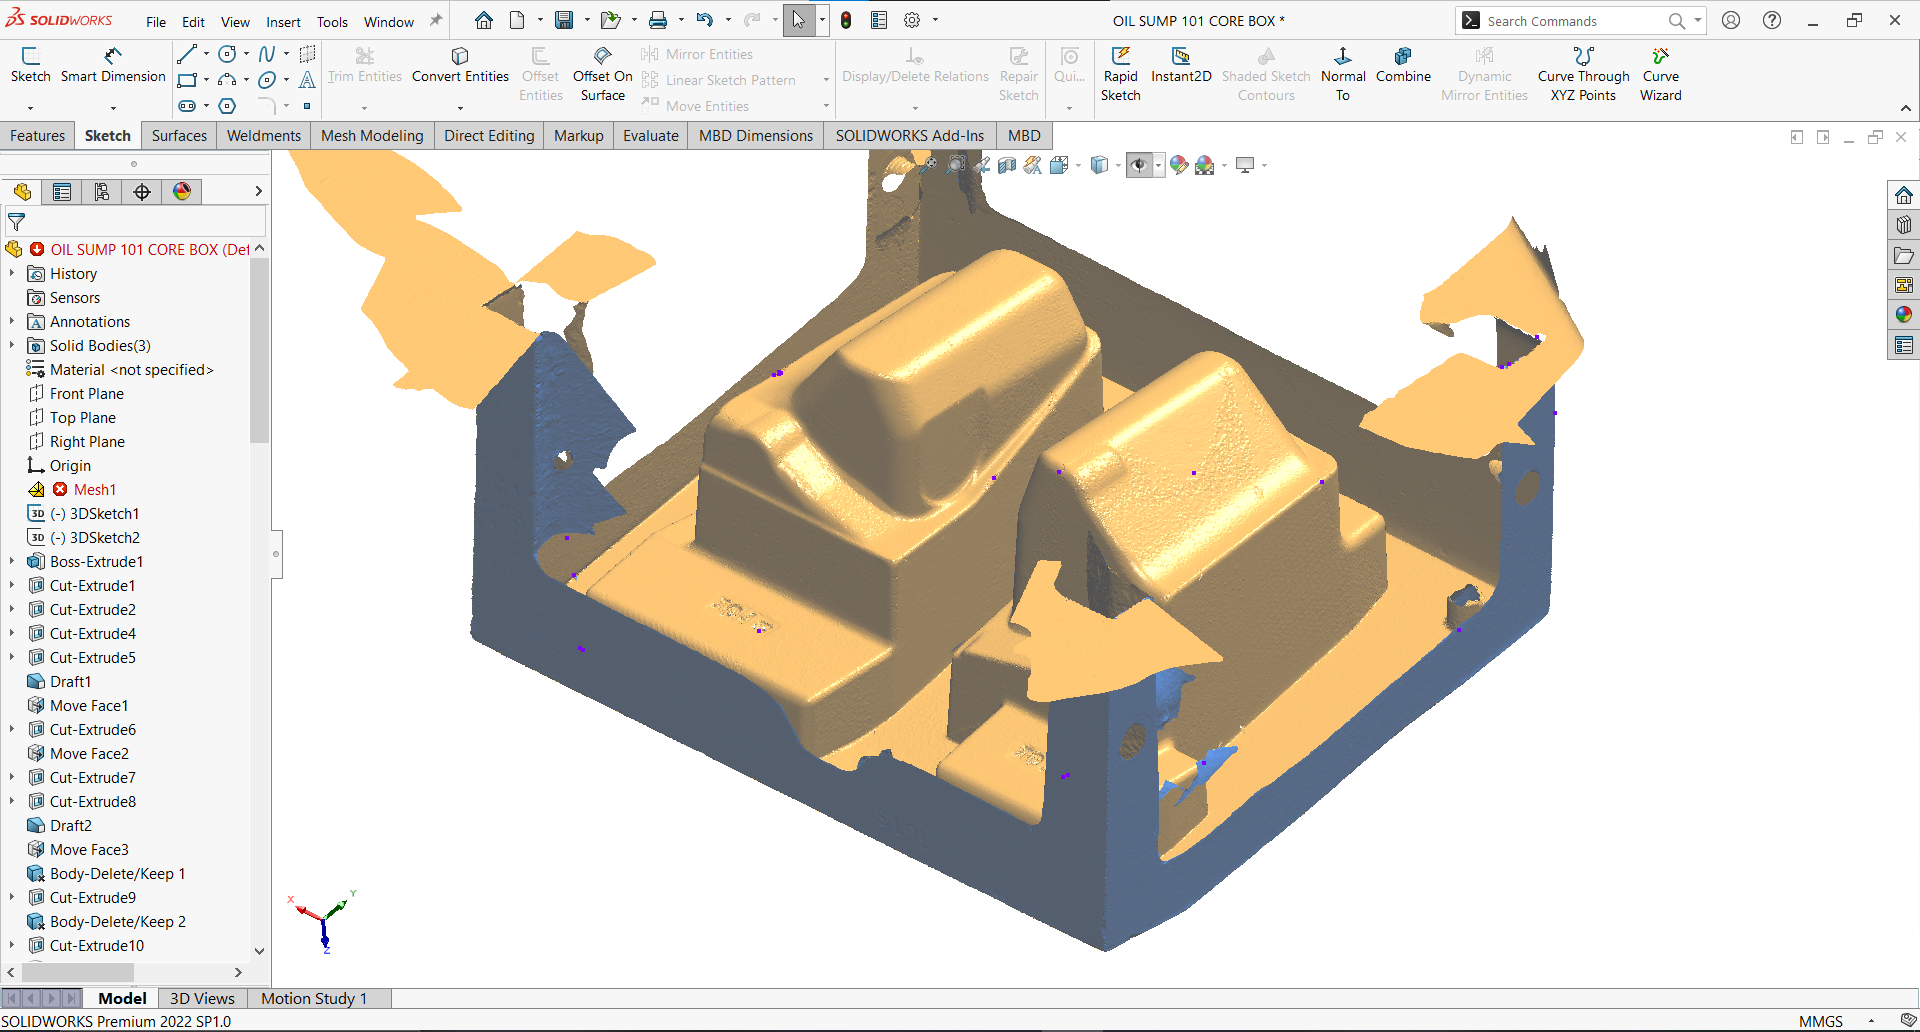 SOLIDWORKS
File Edit View Insert Tools Window
OIL SUMP 101 CORE BOX *
Search Commands
Sketch
Smart Dimension
Trim Entities
Convert Entities
Offset Entities
Offset On Surface
Mirror Entities
Linear Sketch Pattern
Move Entities
Display/Delete Relations
Repair Sketch
Qui...
Rapid Sketch
Instant2D
Shaded Sketch Contours
Normal To
Combine
Dynamic Mirror Entities
Curve Through XYZ Points
Curve Wizard
Features Sketch Surfaces Weldments Mesh Modeling Direct Editing Markup Evaluate MBD Dimensions SOLIDWORKS Add-Ins MBD
OIL SUMP 101 CORE BOX (Def
History
Sensors
Annotations
Solid Bodies(3)
Material <not specified>
Front Plane
Top Plane
Right Plane
Origin
Mesh1
3D (-) 3DSketch1
3D (-) 3DSketch2
Boss-Extrude1
Cut-Extrude1
Cut-Extrude2
Cut-Extrude4
Cut-Extrude5
Draft1
Move Face1
Cut-Extrude6
Move Face2
Cut-Extrude7
Cut-Extrude8
Draft2
Move Face3
Body-Delete/Keep 1
Cut-Extrude9
Body-Delete/Keep 2
Cut-Extrude10
X
Y
Z
Model 3D Views Motion Study 1
SOLIDWORKS Premium 2022 SP1.0
MMGS